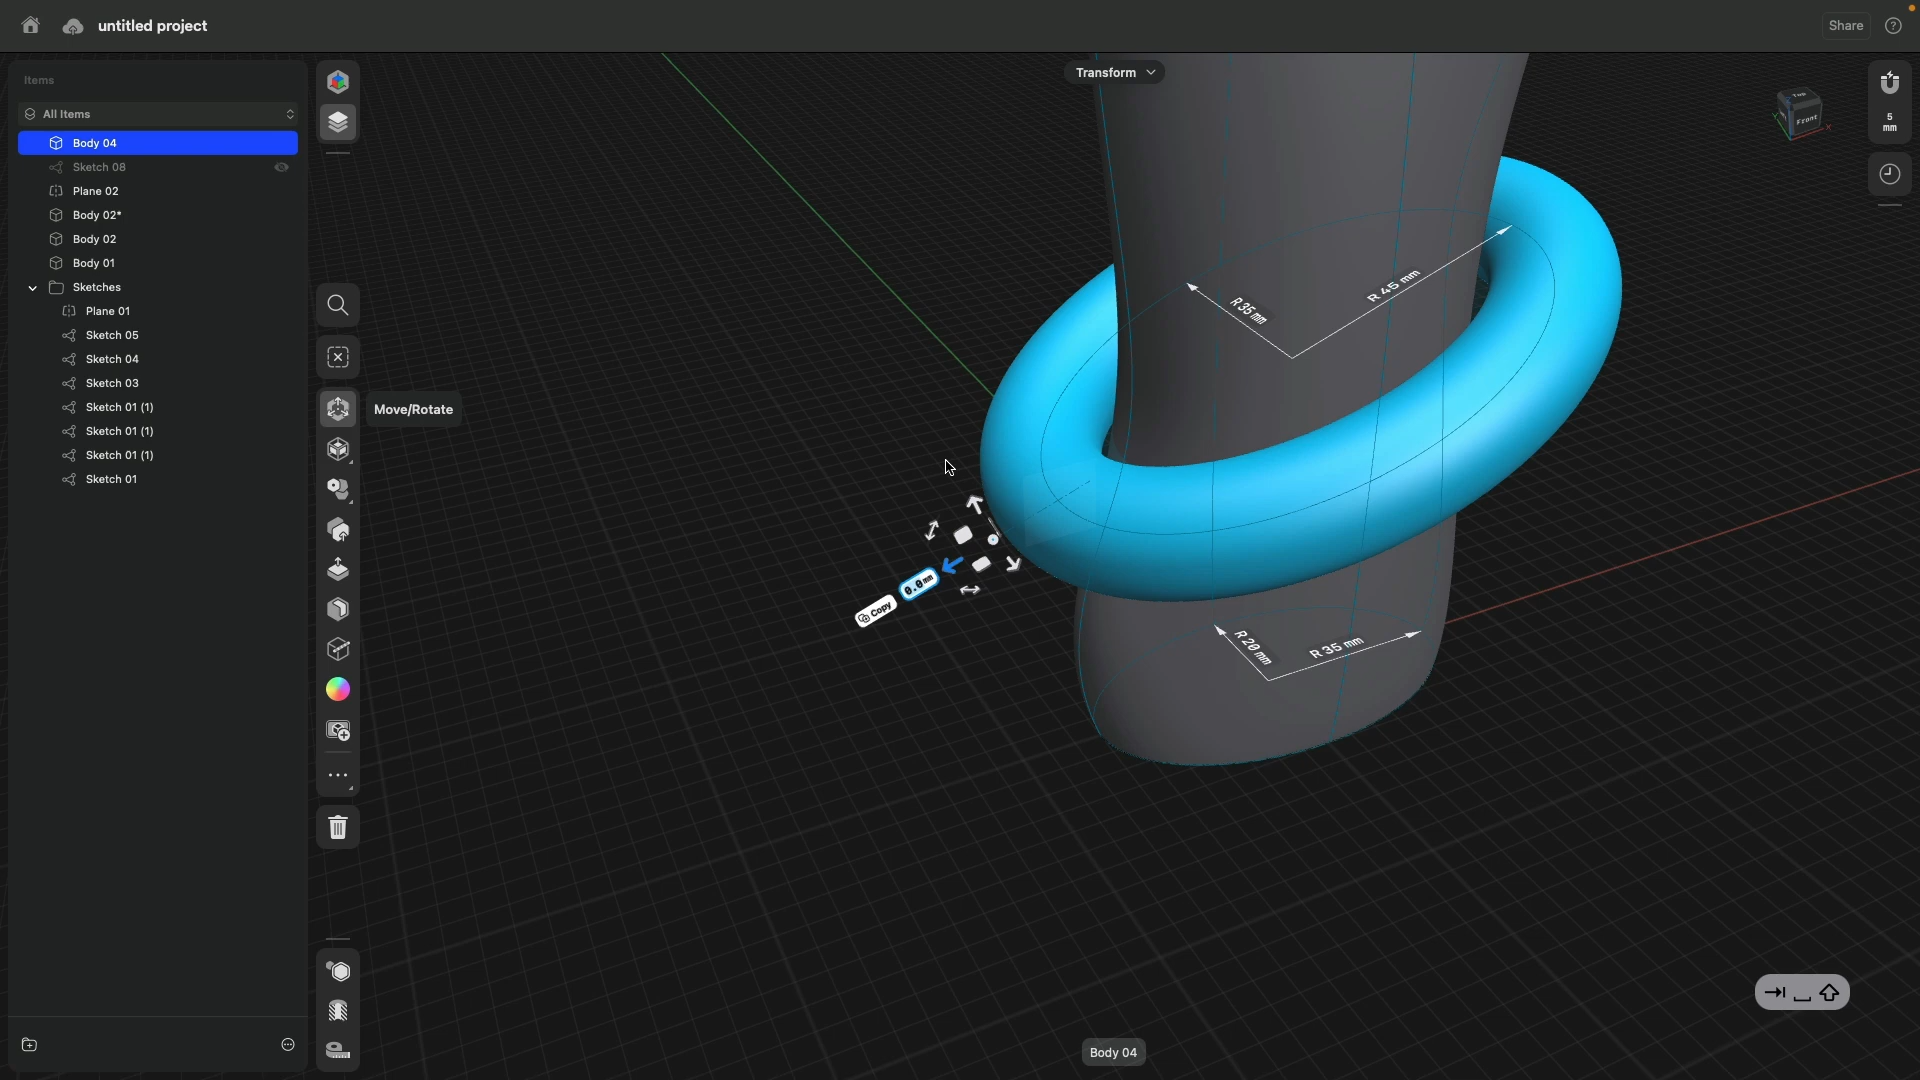 untitled project
Share
Items
All Items
Body 04
Sketch 08
Plane 02
Body 02*
Body 02
Body 01
Sketches
Plane 01
Sketch 05
Sketch 04
Sketch 03
Sketch 01 (1)
Sketch 01 (1)
Sketch 01 (1)
Sketch 01
Move/Rotate
Transform
Top
Front
5
mm
R 35 mm
R 45 mm
0.0 mm
Copy
R 20 mm
R 35 mm
Body 04
X
Y